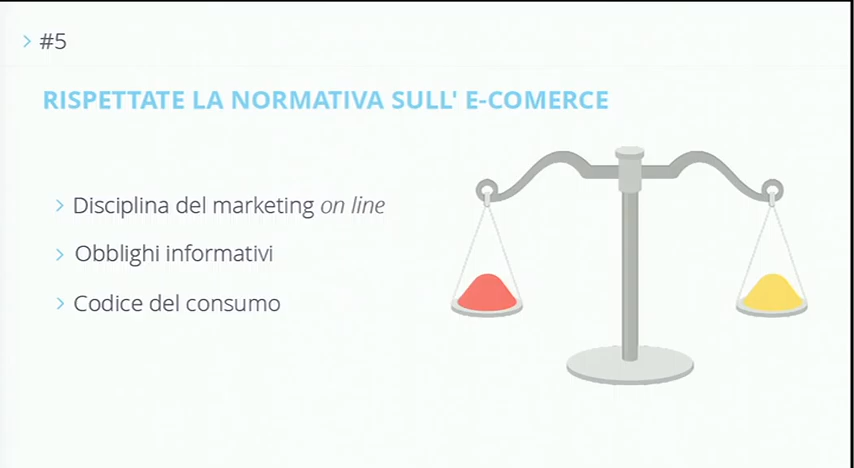 #5
RISPETTATE LA NORMATIVA SULL' E-COMERCE
Disciplina del marketing on line
Obblighi informativi
Codice del consumo